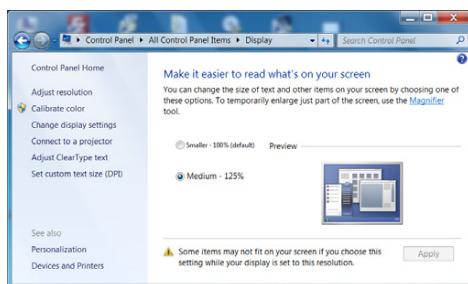 Control Panel ▸ All Control Panel Items ▸ Display
Search Control Panel
Control Panel Home
Adjust resolution
Calibrate color
Change display settings
Connect to a projector
Adjust ClearType text
Set custom text size (DPI)
See also
Personalization
Devices and Printers
Make it easier to read what's on your screen
You can change the size of text and other items on your screen by choosing one of
these options. To temporarily enlarge just part of the screen, use the Magnifier
tool.
Smaller - 100% (default)
Preview
Medium - 125%
Some items may not fit on your screen if you choose this
setting while your display is set to this resolution.
Apply